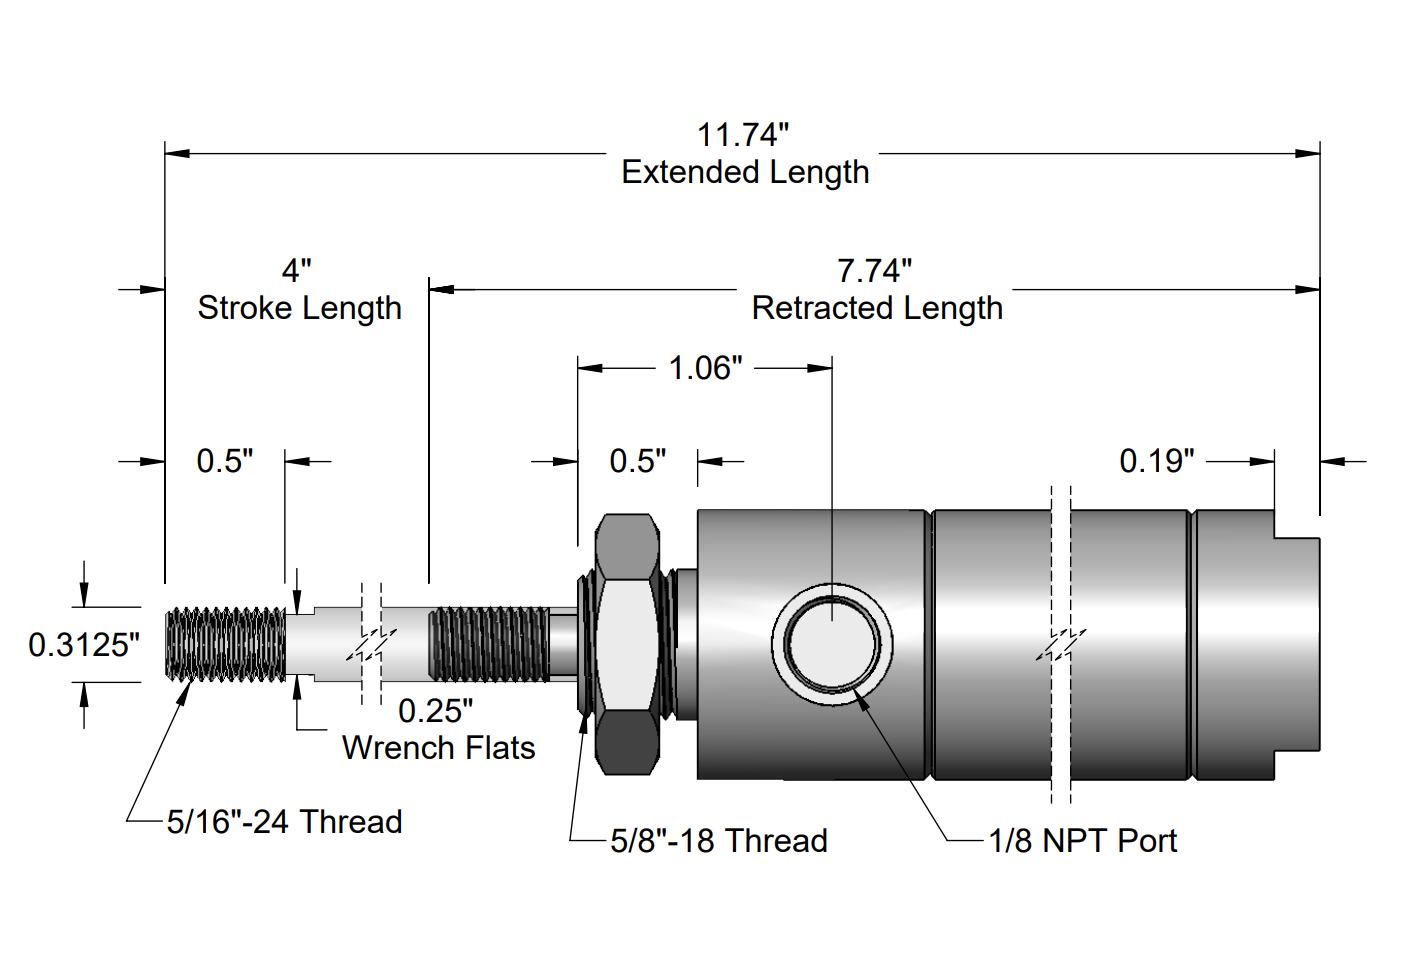 11.74"
Extended Length
4"
Stroke Length
7.74"
Retracted Length
1.06"
0.5"
0.5"
0.19"
0.3125"
0.25"
Wrench Flats
5/16"-24 Thread
5/8"-18 Thread
1/8 NPT Port